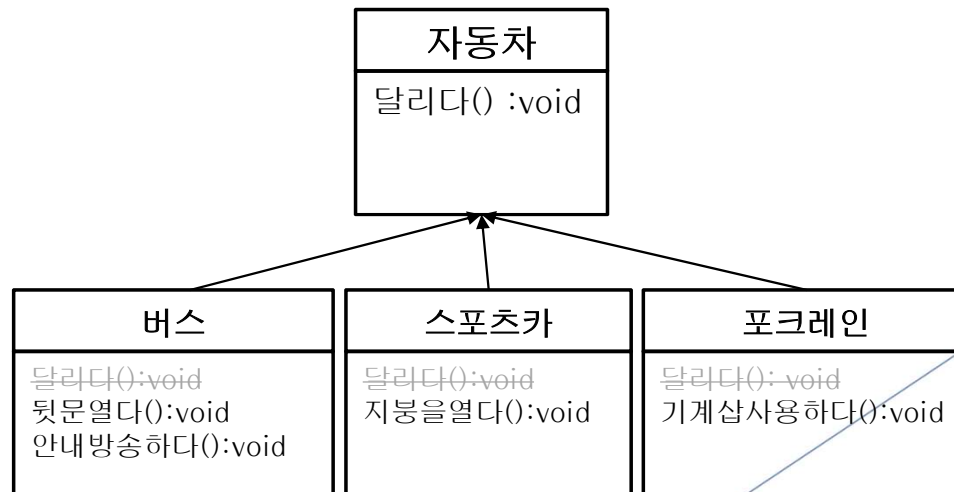 자동차
달리다() :void
버스
달리다():void
뒷문열다():void
안내방송하다():void
스포츠카
달리다():void
지붕을열다():void
포크레인
달리다(): void
기계삽사용하다():void